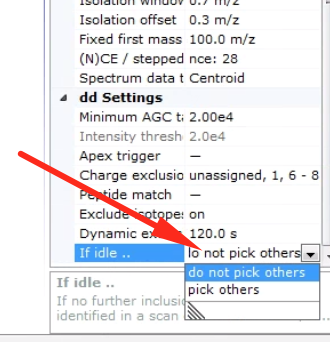 Isolation window 0.7 m/z
Isolation offset 0.3 m/z
Fixed first mass 100.0 m/z
(N)CE / stepped nce: 28
Spectrum data t Centroid
dd Settings
Minimum AGC ta 2.00e4
Intensity thresh 2.0e4
Apex trigger —
Charge exclusio unassigned, 1, 6 - 8
Peptide match —
Exclude isotopes on
Dynamic ex 120.0 s
If idle .. lo not pick others
do not pick others
pick others
If idle ..
If no further inclusio
identified in a scan